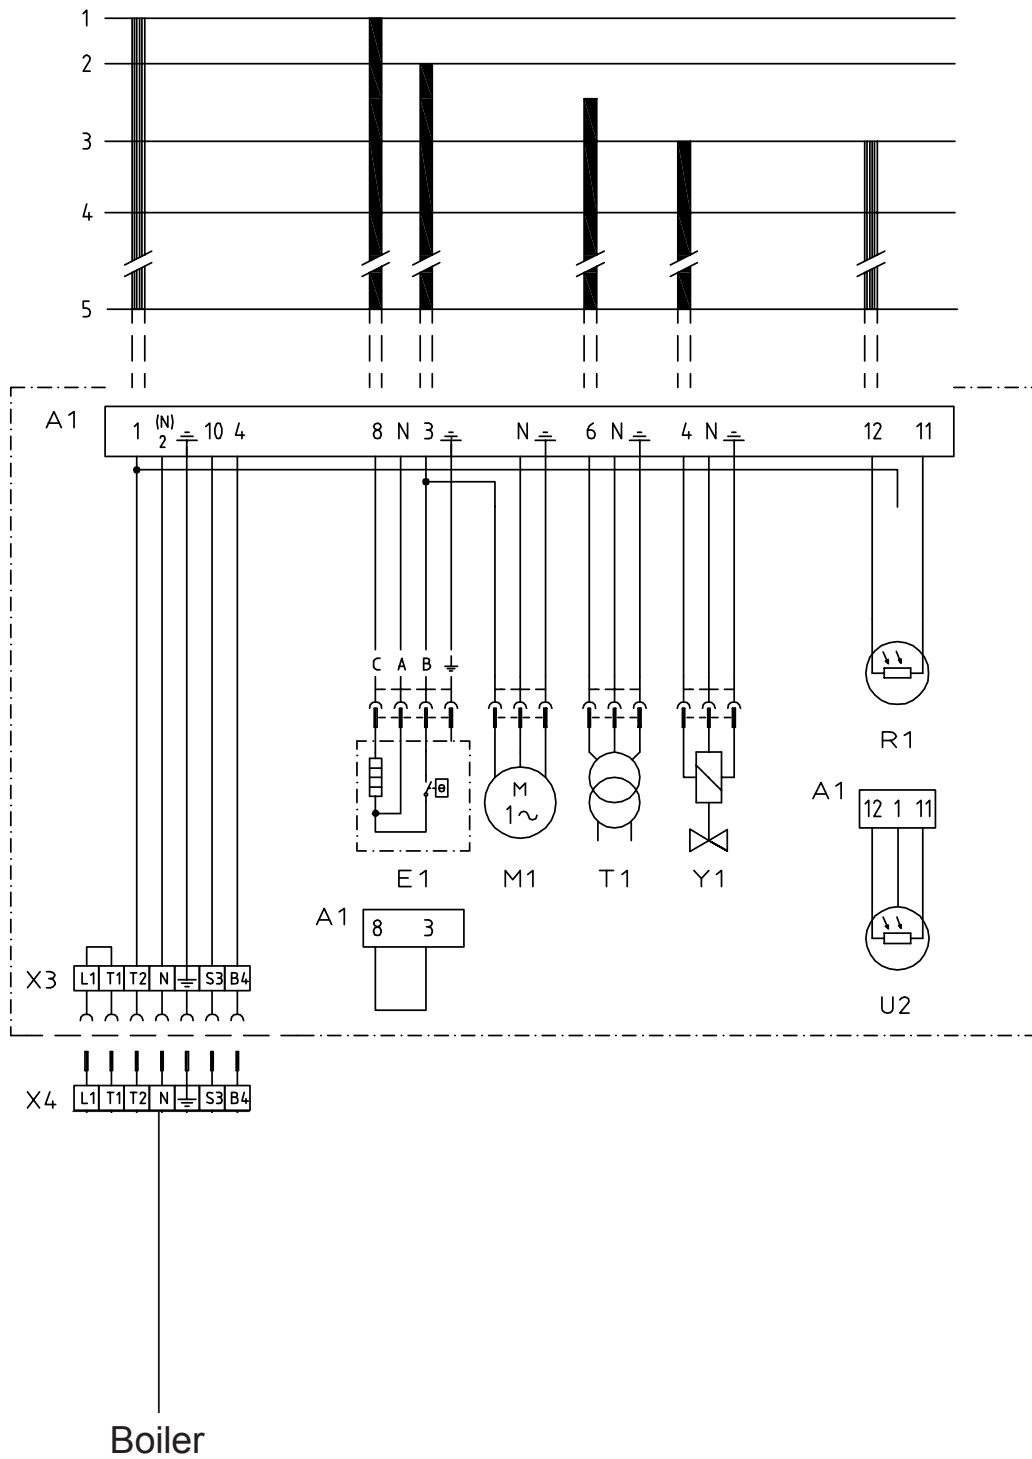 1
2
3
4
5
A1
1 (N) 2 10 4 8 N 3 N 6 N 4 N 12 11
C A B
R1
M
1~
A1
12 1 11
E1 M1 T1 Y1
A1
8 3
X3 L1 T1 T2 N S3 B4
U2
X4 L1 T1 T2 N S3 B4
Boiler